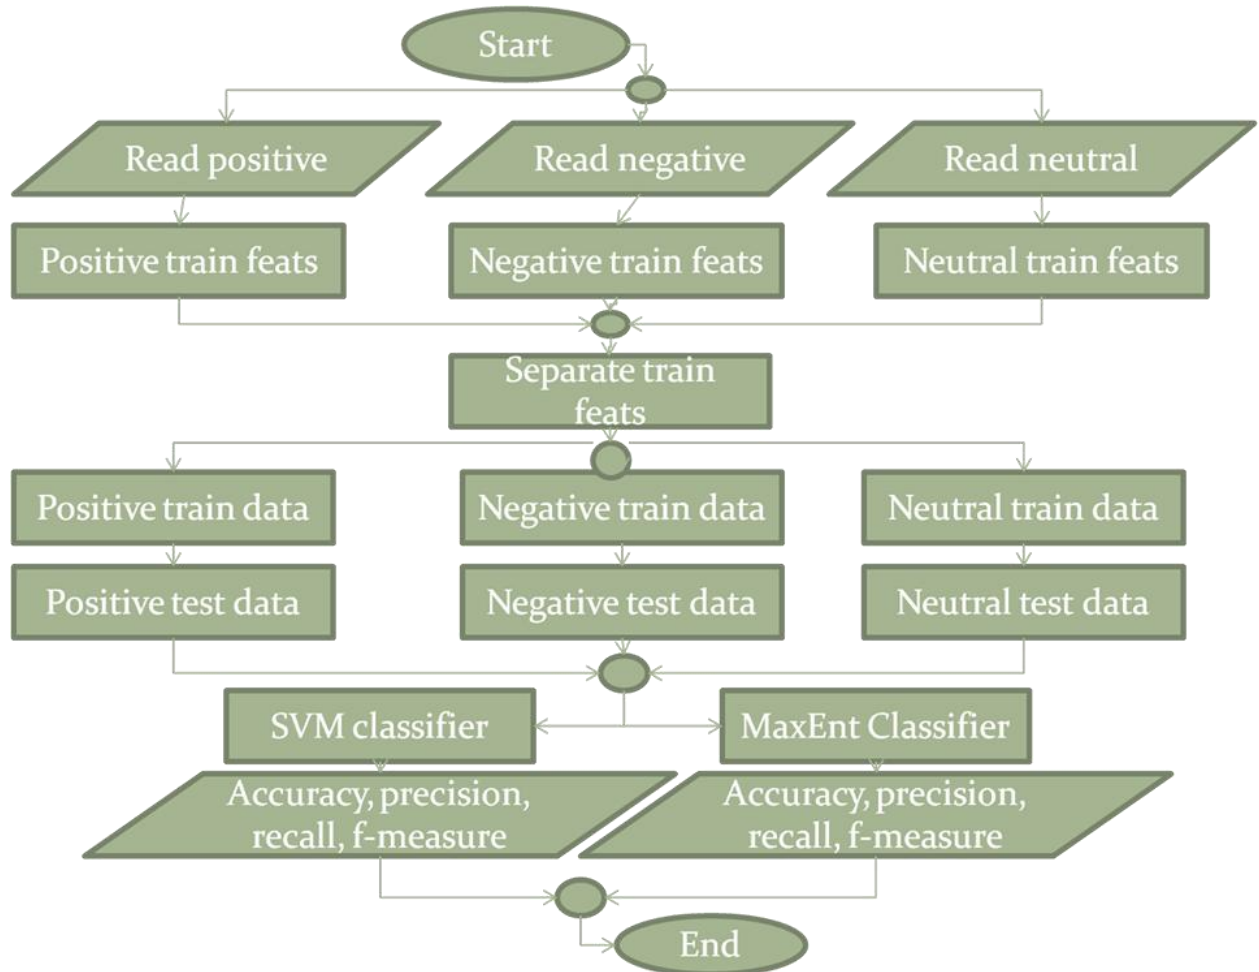 Start
Read positive
Read negative
Read neutral
Positive train feats
Negative train feats
Neutral train feats
Separate train
feats
Positive train data
Negative train data
Neutral train data
Positive test data
Negative test data
Neutral test data
SVM classifier
MaxEnt Classifier
Accuracy, precision,
recall, f-measure
Accuracy, precision,
recall, f-measure
End